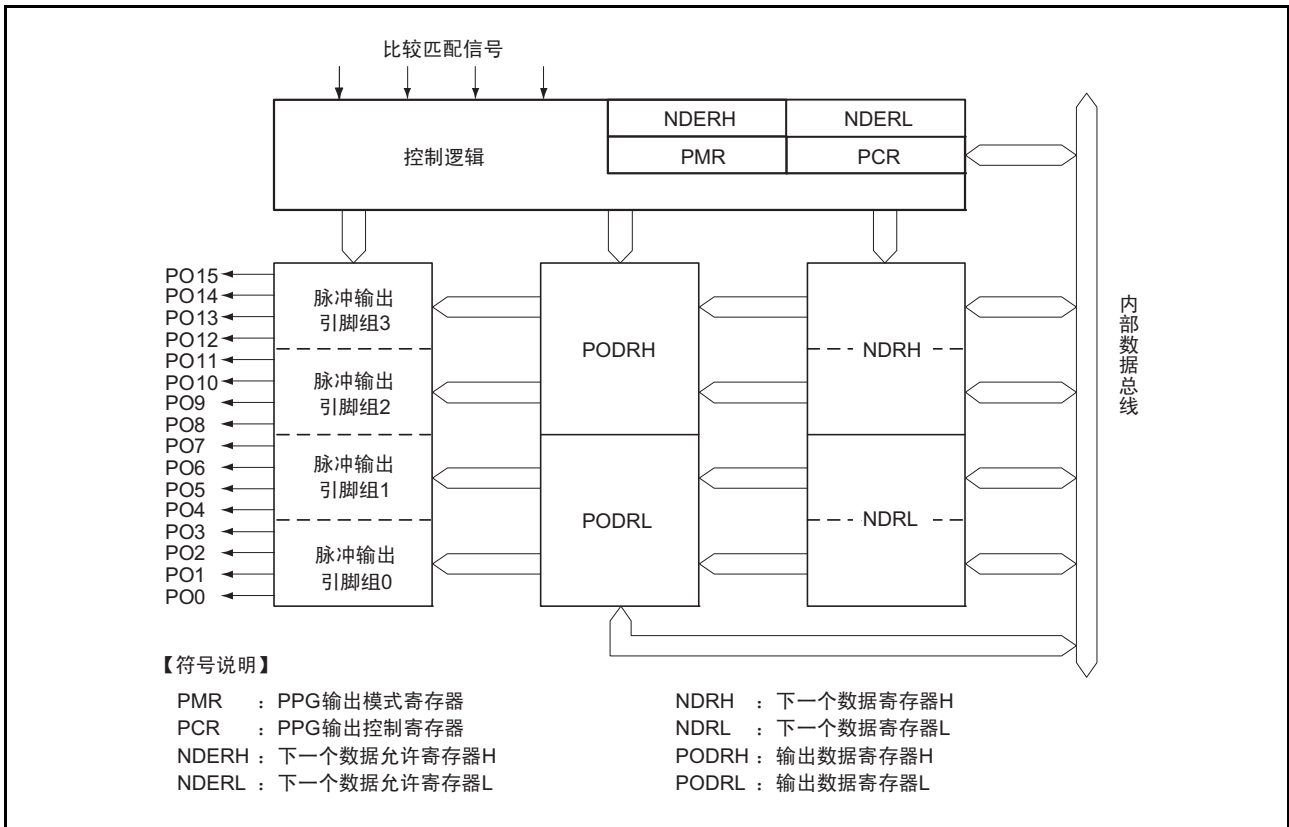 比较匹配信号
NDERH
NDERL
控制逻辑
PMR
PCR
PO15
PO14
PO13
PO12
PO11
PO10
PO9
PO8
PO7
PO6
PO5
PO4
PO3
PO2
PO1
PO0
脉冲输出
引脚组3
脉冲输出
引脚组2
脉冲输出
引脚组1
脉冲输出
引脚组0
PODRH
PODRL
NDRH
NDRL
内部数据总线
【符号说明】
PMR : PPG输出模式寄存器
PCR : PPG输出控制寄存器
NDERH : 下一个数据允许寄存器H
NDERL : 下一个数据允许寄存器L
NDRH : 下一个数据寄存器H
NDRL : 下一个数据寄存器L
PODRH : 输出数据寄存器H
PODRL : 输出数据寄存器L